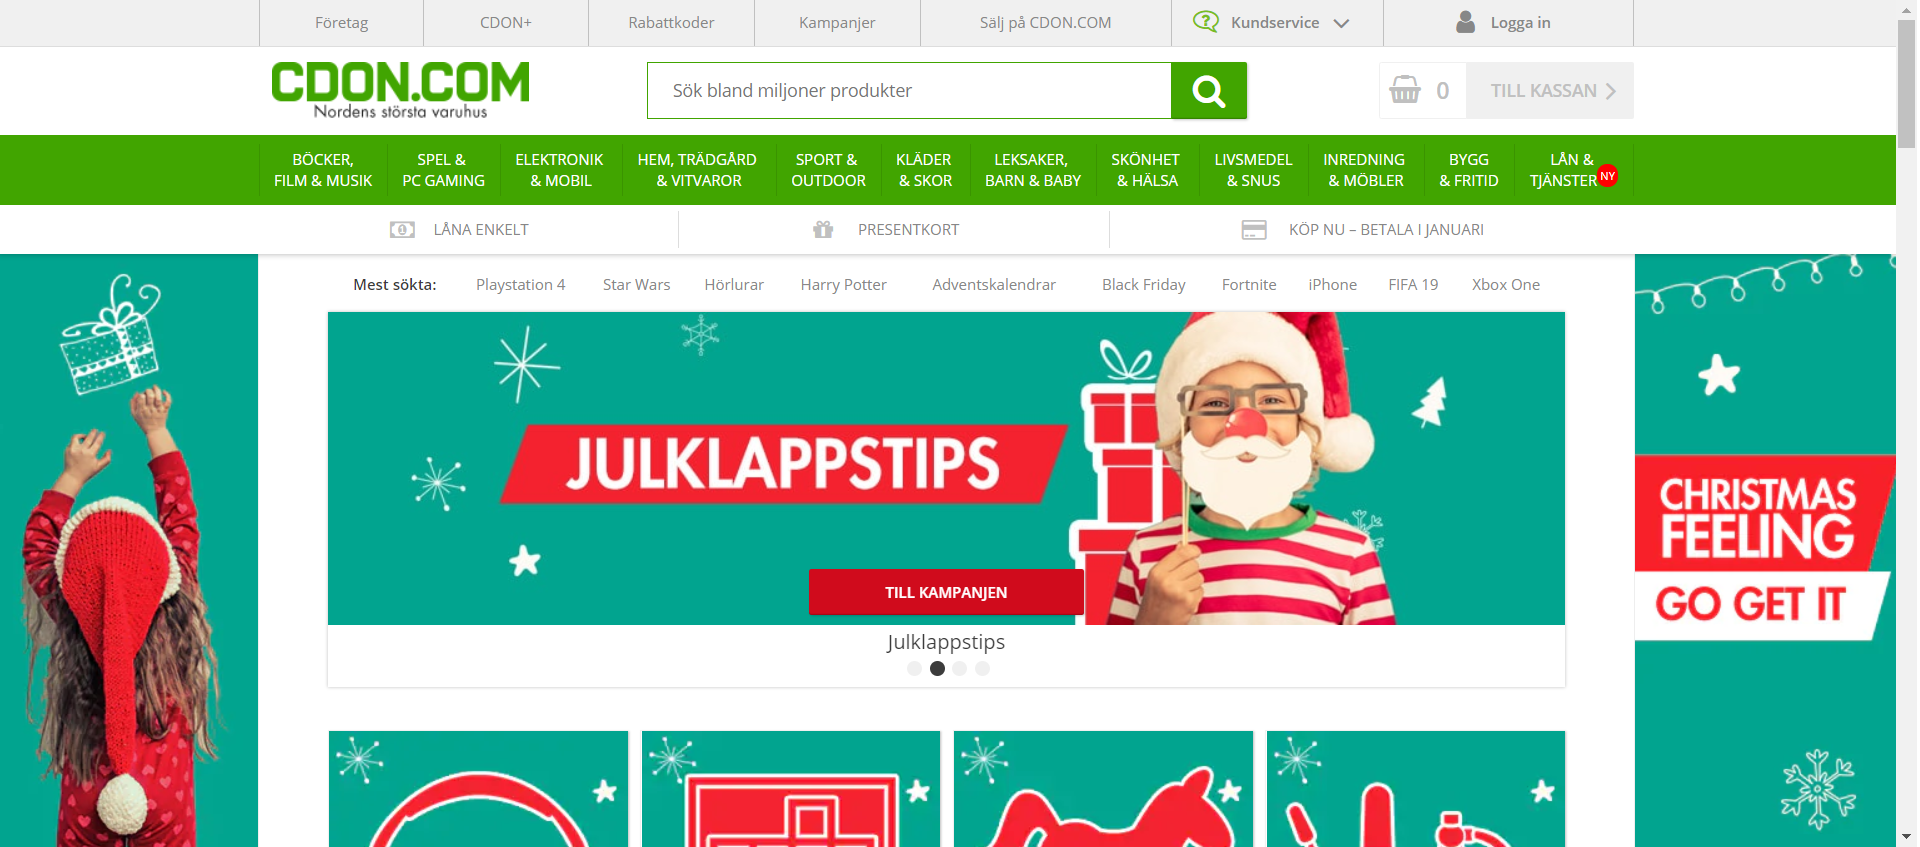 Företag
CDON+
Rabattkoder
Kampanjer
Sälj på CDON.COM
Kundservice
Logga in
CDON.COM
Nordens största varuhus
Sök bland miljoner produkter
0
TILL KASSAN
BÖCKER,
FILM & MUSIK
SPEL &
PC GAMING
ELEKTRONIK
& MOBIL
HEM, TRÄDGÅRD
& VITVAROR
SPORT &
OUTDOOR
KLÄDER
& SKOR
LEKSAKER,
BARN & BABY
SKÖNHET
& HÄLSA
LIVSMEDEL
& SNUS
INREDNING
& MÖBLER
BYGG
& FRITID
LÅN &
TJÄNSTER NY
LÅNA ENKELT
PRESENTKORT
KÖP NU – BETALA I JANUARI
Mest sökta: Playstation 4 Star Wars Hörlurar Harry Potter Adventskalendrar Black Friday Fortnite iPhone FIFA 19 Xbox One
JULKLAPPSTIPS
TILL KAMPANJEN
Julklappstips
CHRISTMAS
FEELING
GO GET IT